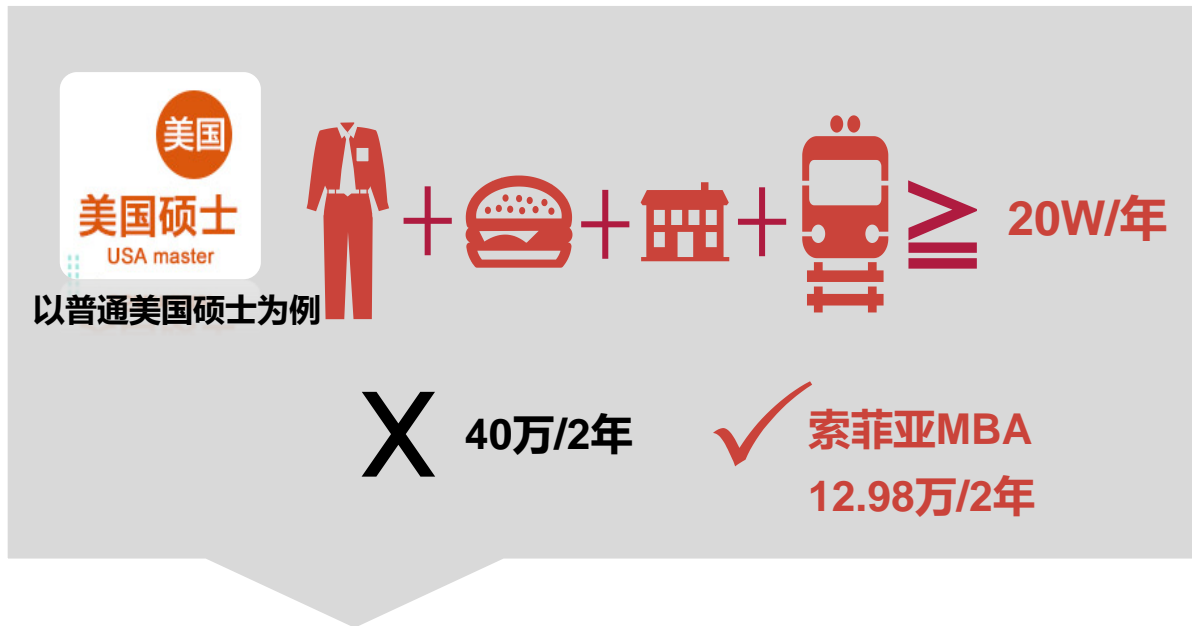 美国
美国硕士
USA master
以普通美国硕士为例
+
+
+
≧
20W/年
X
40万/2年
索菲亚MBA
12.98万/2年